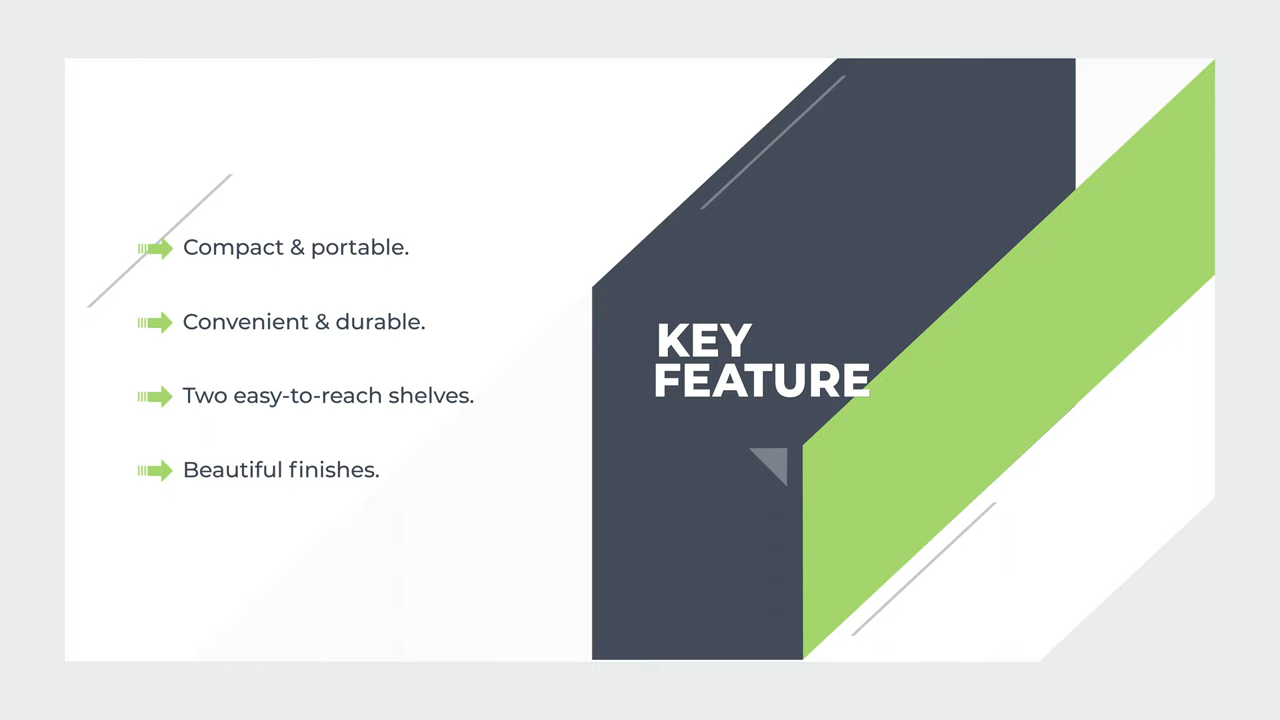 Compact & portable.
Convenient & durable.
Two easy-to-reach shelves.
Beautiful finishes.
KEY
FEATURE